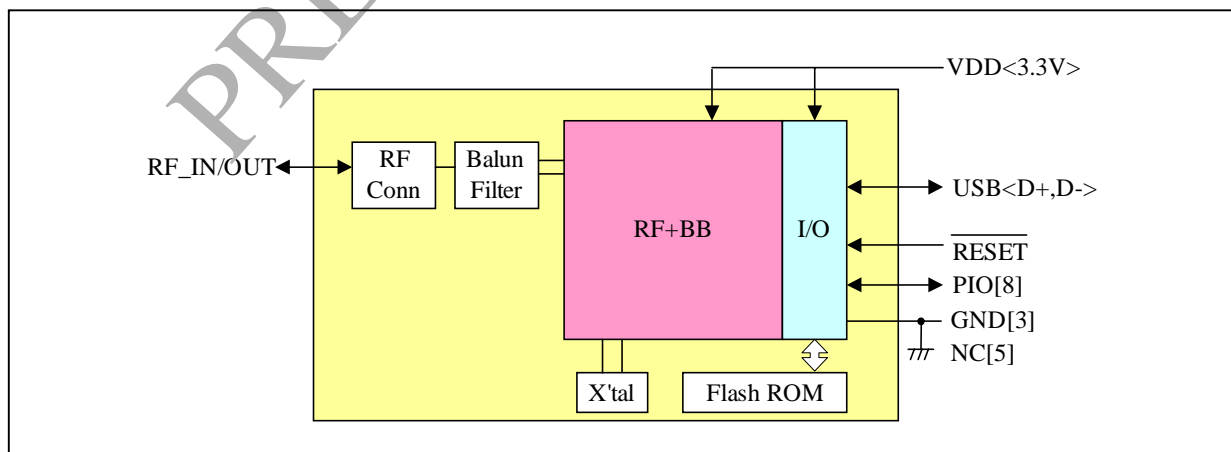 PRE
VDD<3.3V>
RF_IN/OUT
RF
Conn
Balun
Filter
RF+BB
I/O
USB<D+,D->
RESET
PIO[8]
GND[3]
NC[5]
X'tal
Flash ROM